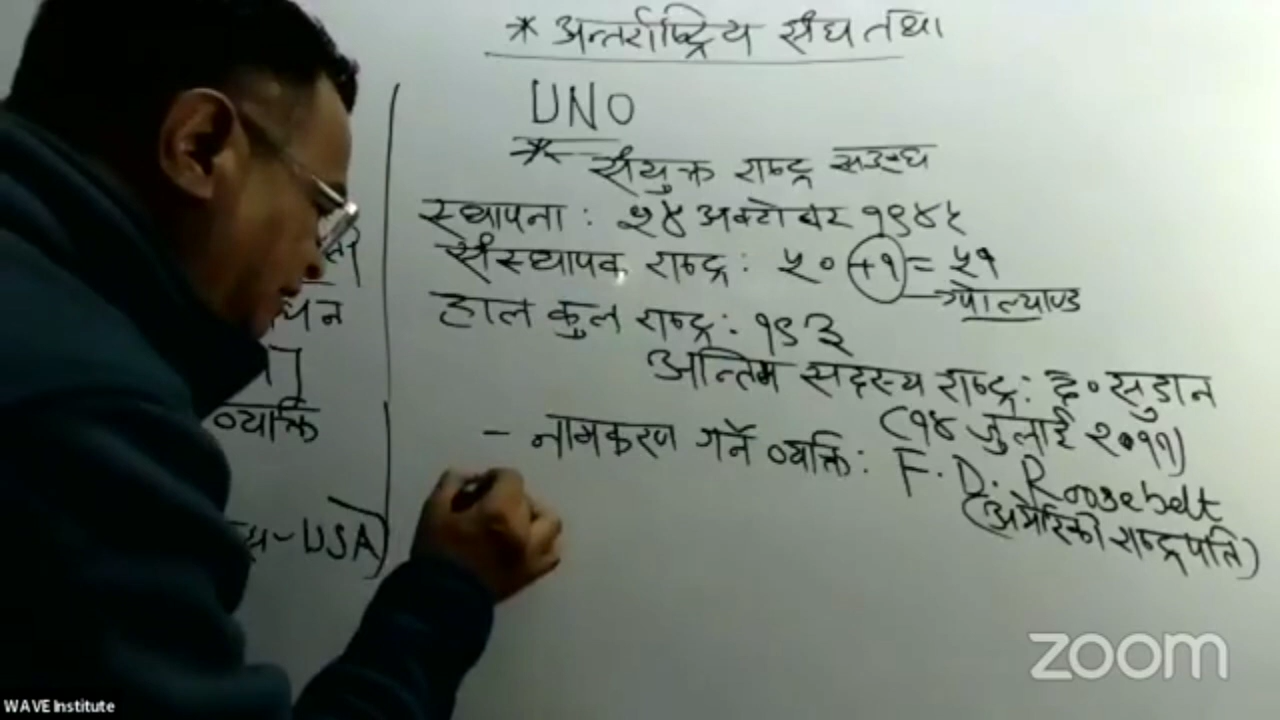 * अन्तर्राष्ट्रिय संघ तथा
UNO
* संयुक्त राष्ट्र सङ्घ
स्थापना : २४ अक्टोबर १९४५
संस्थापक राष्ट्र : ५० +१ = ५१
पोल्याण्ड
हाल कुल राष्ट्र : १९३
अन्तिम सदस्य राष्ट्र : द० सुडान
(१४ जुलाई २०११)
- नामकरण गर्ने व्यक्ति : F. D. Roosebelt
(अमेरिकी राष्ट्रपति)
व्यक्ति
-USA)
zoom
WAVE Institute